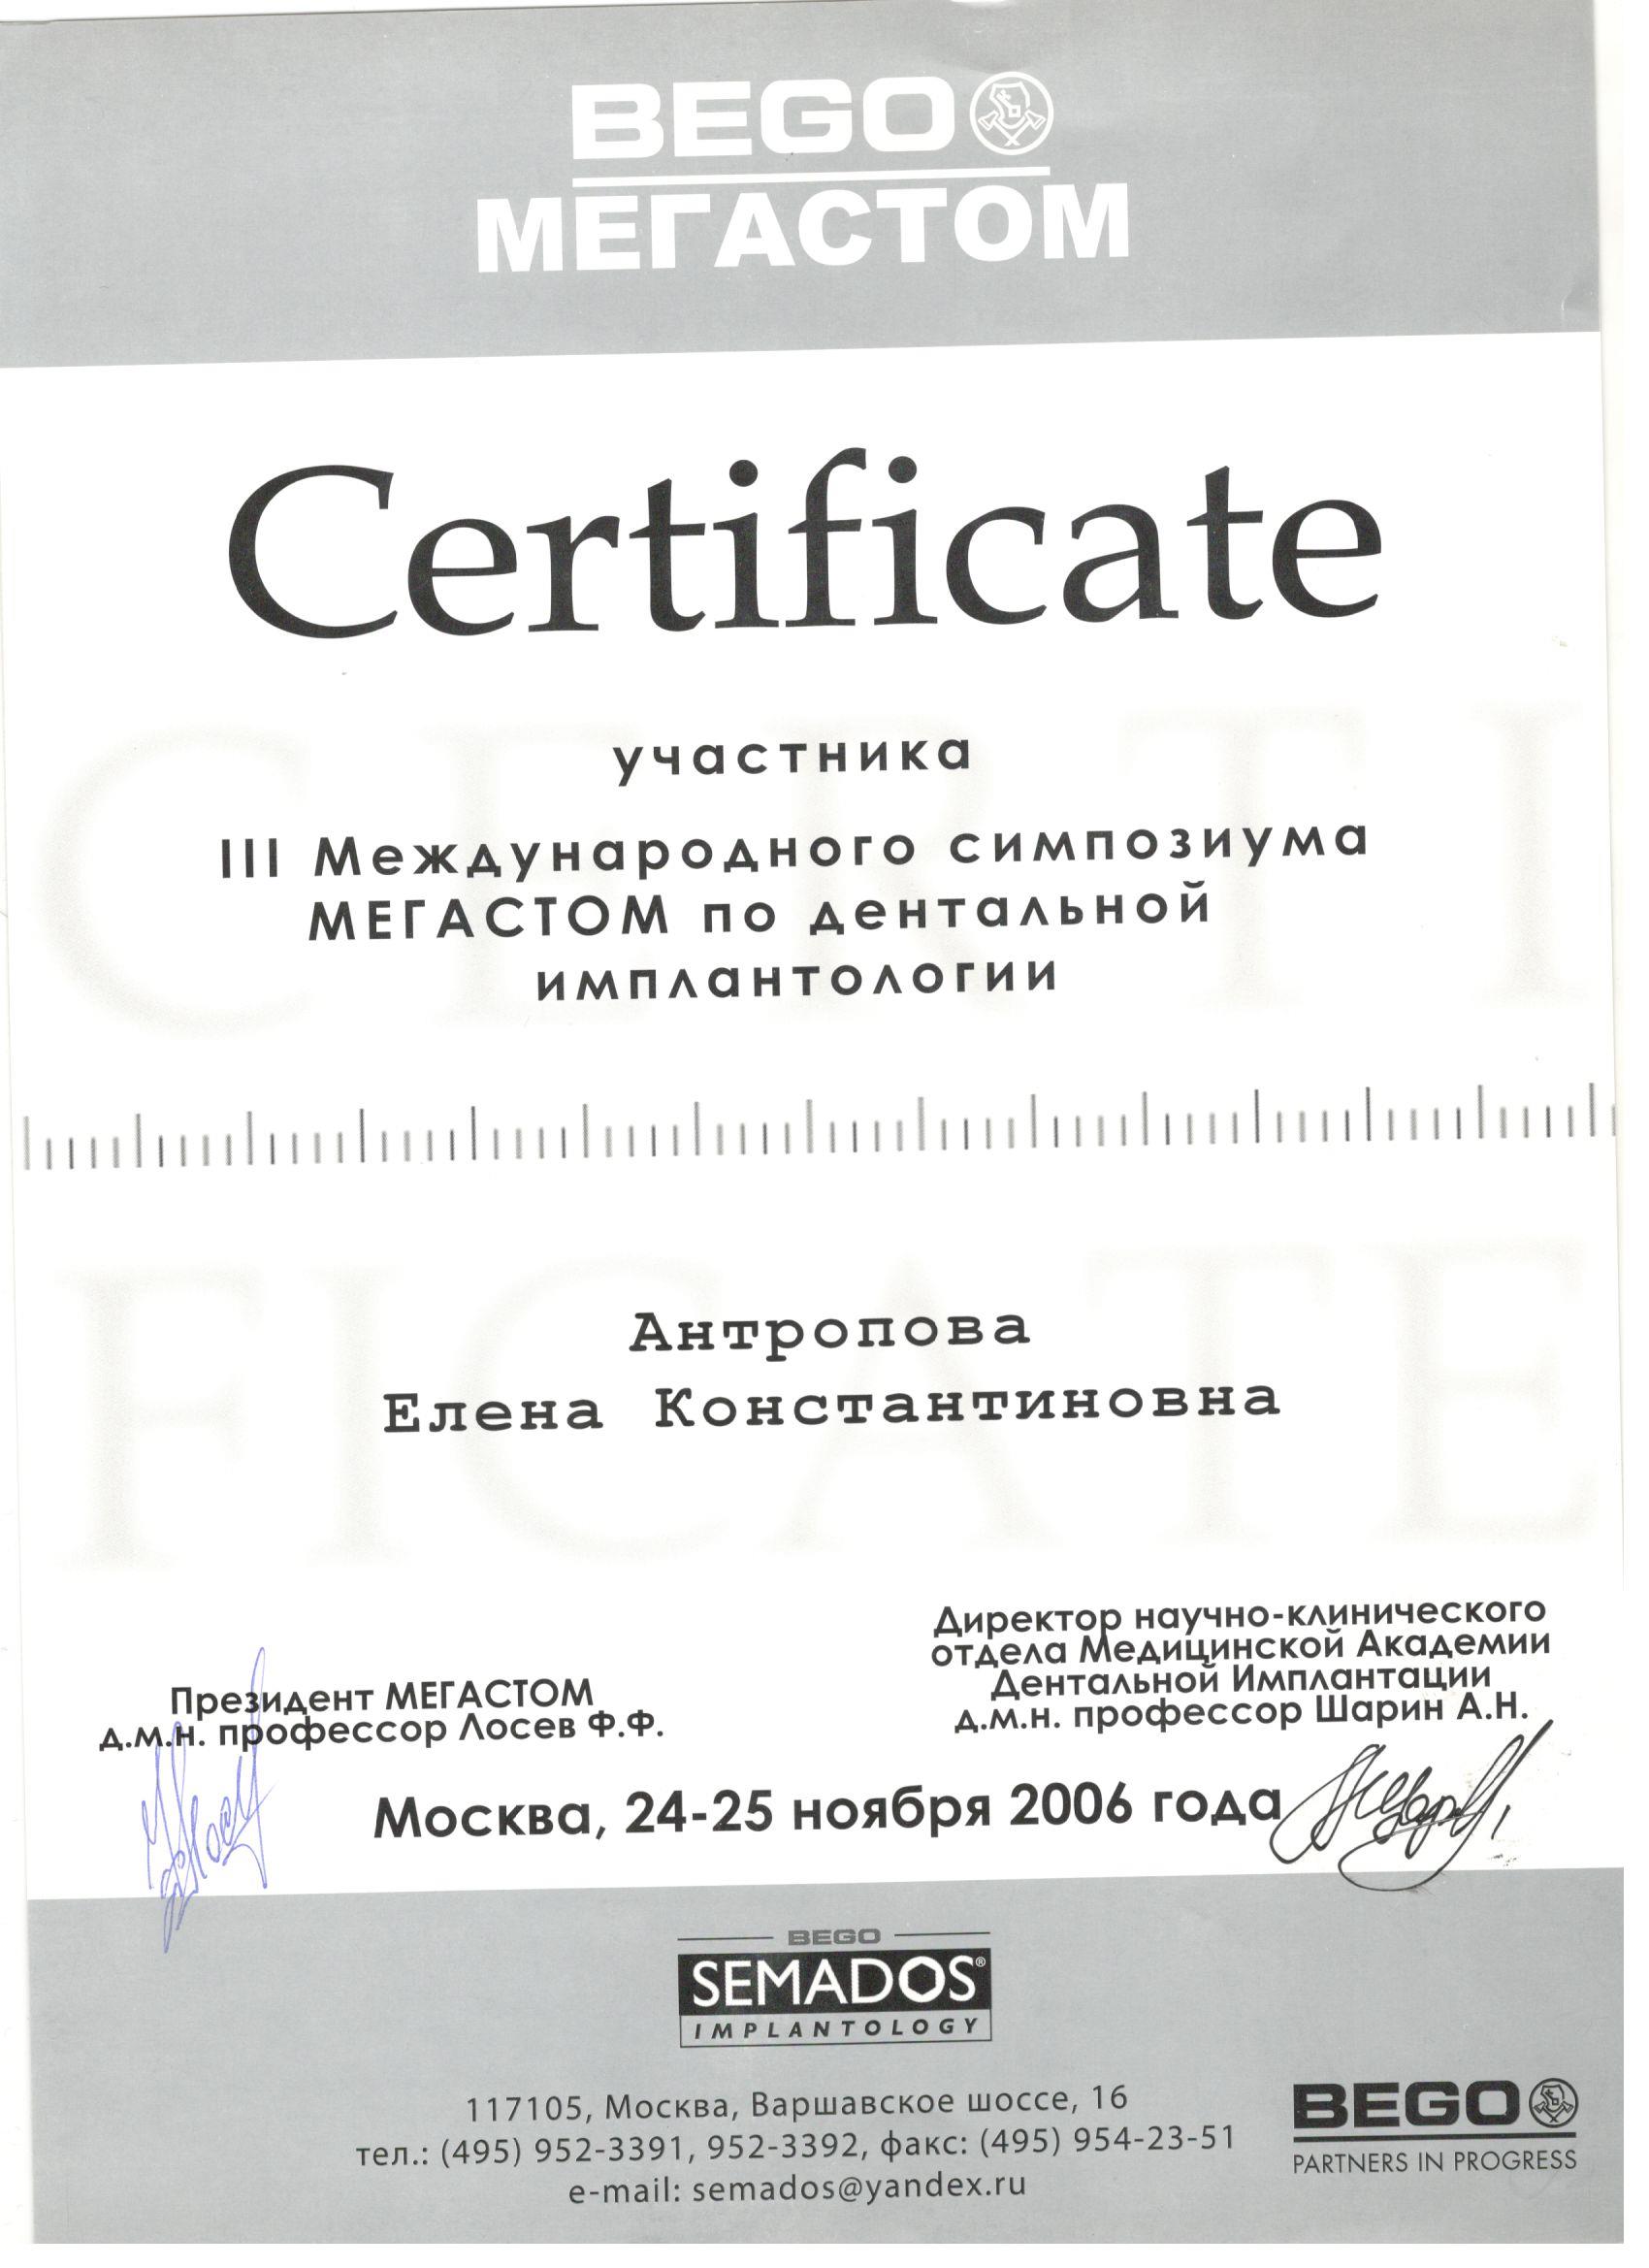 BEGO
МЕГАСТОМ
Certificate
участника
III Международного симпозиума
МЕГАСТОМ по дентальной
имплантологии
CERTI
FICATE
Антропова
Елена Константиновна
Президент МЕГАСТОМ
д.м.н. профессор Лосев Ф.Ф.
Директор научно-клинического
отдела Медицинской Академии
Дентальной Имплантации
д.м.н. профессор Шарин А.Н.
Москва, 24-25 ноября 2006 года
BEGO
SEMADOS®
IMPLANTOLOGY
117105, Москва, Варшавское шоссе, 16
тел.: (495) 952-3391, 952-3392, факс: (495) 954-23-51
e-mail: semados@yandex.ru
BEGO
PARTNERS IN PROGRESS